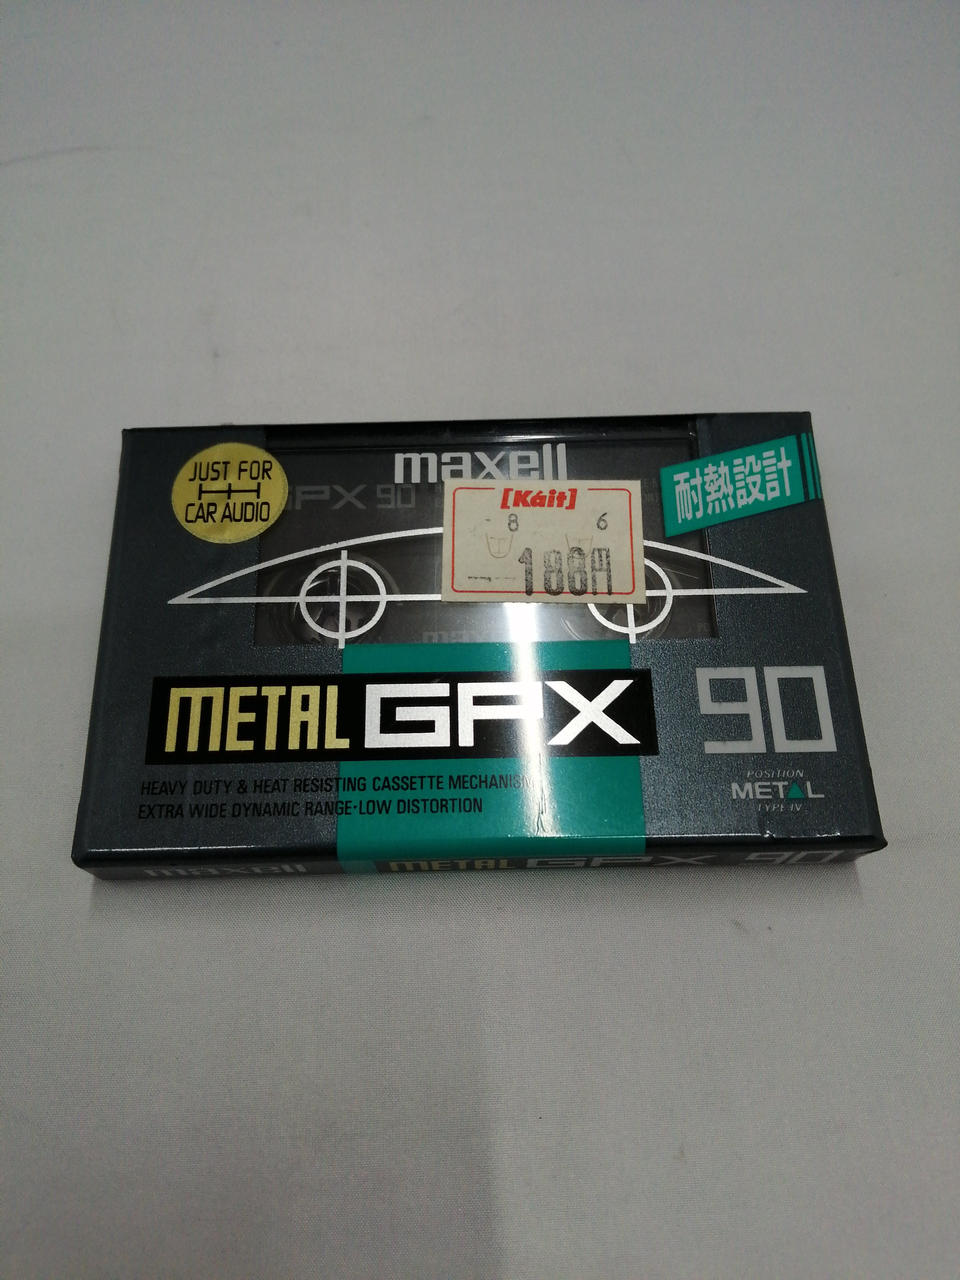 maxell
JUST FOR
CAR AUDIO
耐熱設計
GPX 90
[Káit]
8 6
188円
maxell
METAL GPX 90
HEAVY DUTY & HEAT RESISTING CASSETTE MECHANISM
EXTRA WIDE DYNAMIC RANGE·LOW DISTORTION
POSITION
METAL
TYPE IV
maxell METAL GPX 90